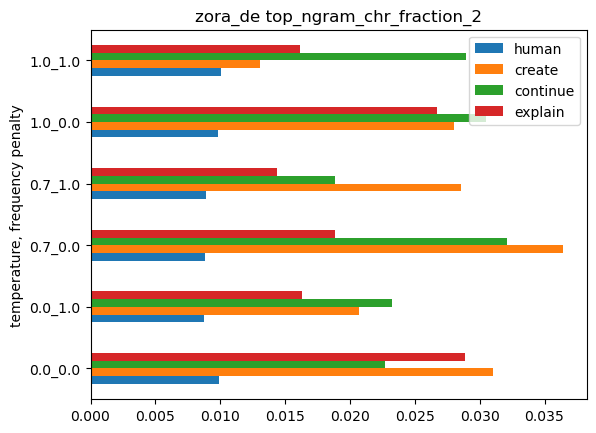 zora_de top_ngram_chr_fraction_2
human
create
continue
explain
temperature, frequency penalty
1.0_1.0
1.0_0.0
0.7_1.0
0.7_0.0
0.0_1.0
0.0_0.0
0.000 0.005 0.010 0.015 0.020 0.025 0.030 0.035